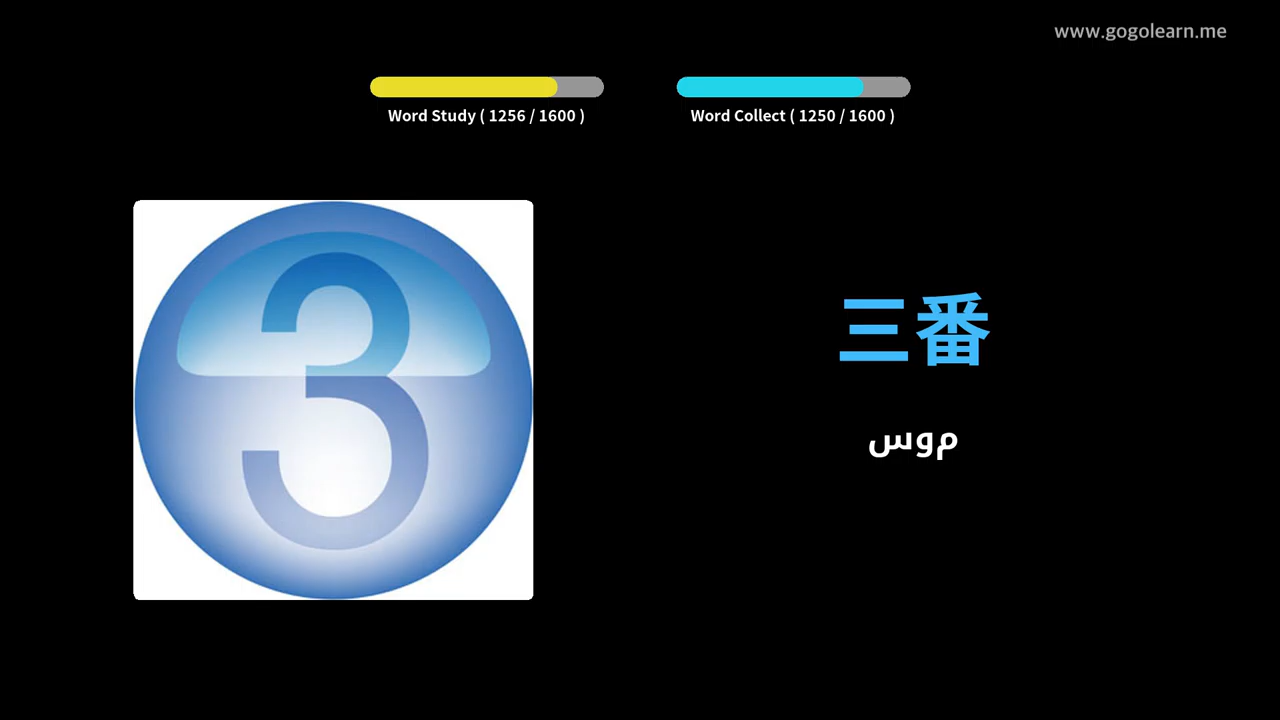 www.gogolearn.me
Word Study ( 1256 / 1600 )
Word Collect ( 1250 / 1600 )
3
三番
موس